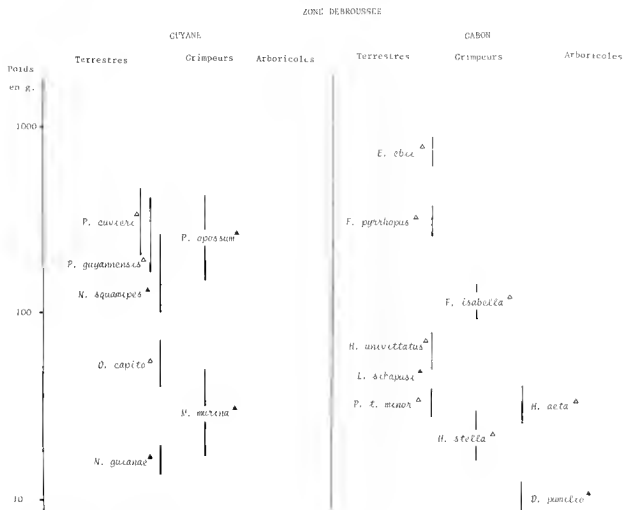 ZONE DEBROUSSEE
GUYANE GABON
Terrestres Grimpeurs Arboricoles Terrestres Grimpeurs Arboricoles
Poids
en g.
1000
E. ebii △
P. cuvieri △ F. pyrrhopus △
P. opossum ▲
P. guyannensis △
N. squamipes ▲ F. isabella △
100
H. univittatus △
O. capito △
L. sikapusi ▲
P. t. minor △ H. aeta △
M. murina ▲
H. stella △
N. guianae ▲
D. pumilio ▲
10